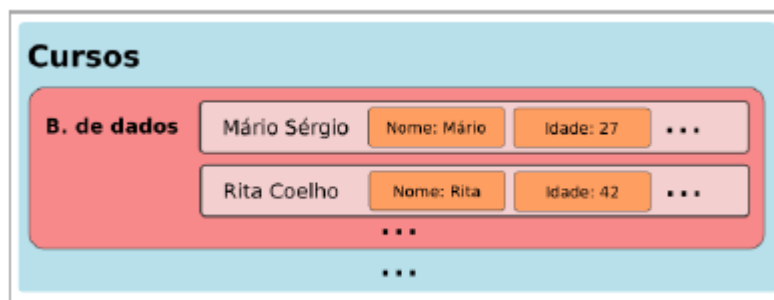 Cursos
B. de dados
Mário Sérgio Nome: Mário Idade: 27 ...
Rita Coelho Nome: Rita Idade: 42 ...
...
...